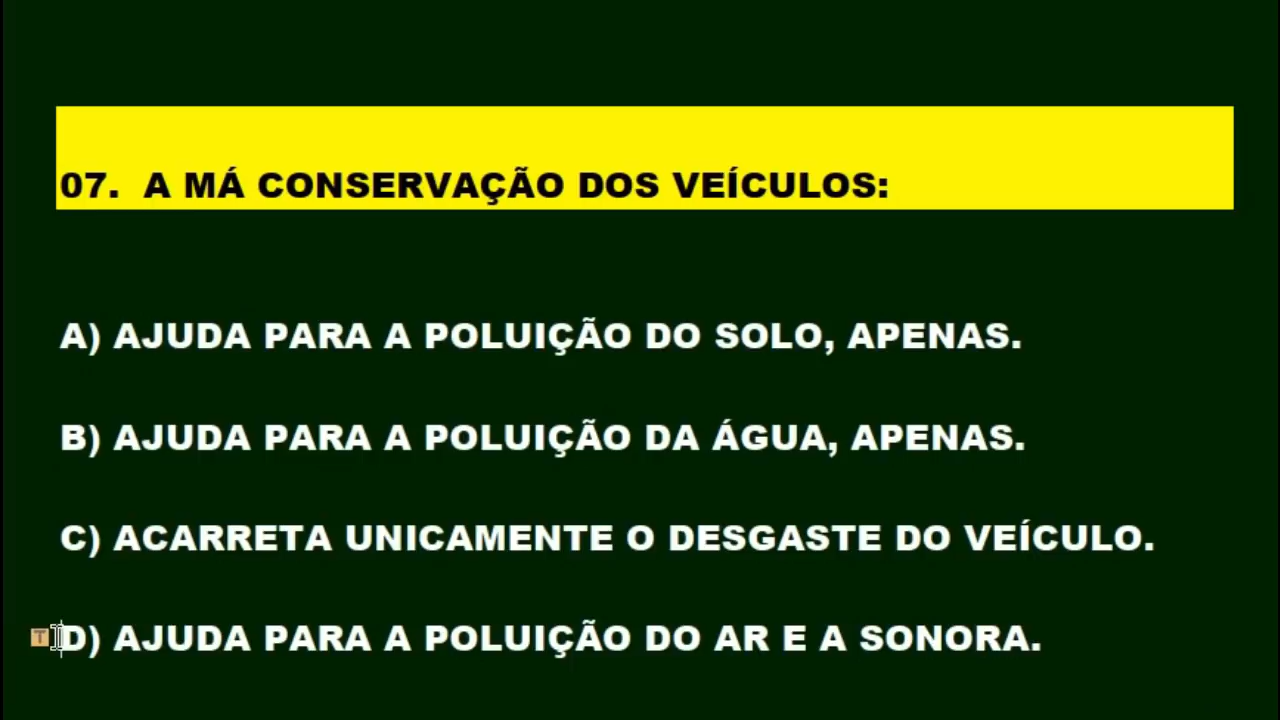 07. A MÁ CONSERVAÇÃO DOS VEÍCULOS:
A) AJUDA PARA A POLUIÇÃO DO SOLO, APENAS.
B) AJUDA PARA A POLUIÇÃO DA ÁGUA, APENAS.
C) ACARRETA UNICAMENTE O DESGASTE DO VEÍCULO.
T D) AJUDA PARA A POLUIÇÃO DO AR E A SONORA.